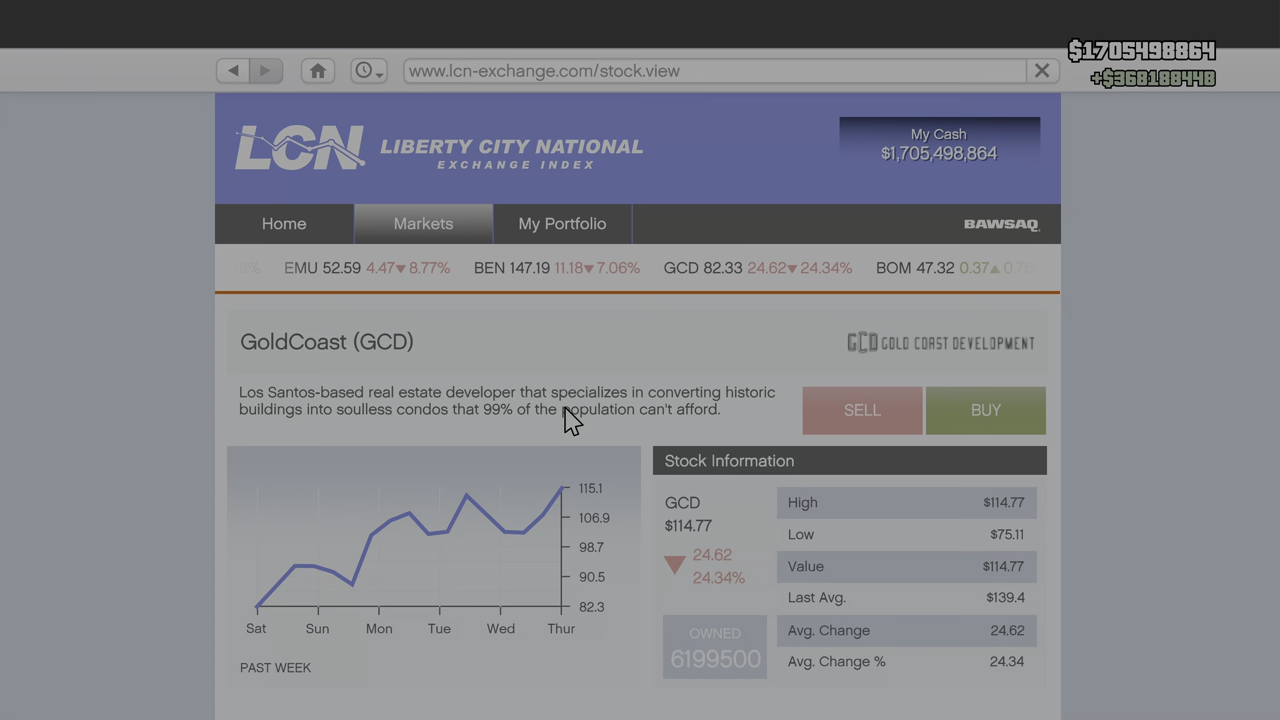 $1705498864
+$368188448
www.lcn-exchange.com/stock.view
LCN LIBERTY CITY NATIONAL
EXCHANGE INDEX
My Cash
$1,705,498,864
Home Markets My Portfolio BAWSAQ
EMU 52.59 4.47▼8.77% BEN 147.19 11.18▼7.06% GCD 82.33 24.62▼24.34% BOM 47.32 0.37▲
GoldCoast (GCD)
GCD GOLD COAST DEVELOPMENT
Los Santos-based real estate developer that specializes in converting historic
buildings into soulless condos that 99% of the population can't afford.
SELL BUY
115.1
106.9
98.7
90.5
82.3
Sat Sun Mon Tue Wed Thur
PAST WEEK
Stock Information
GCD
$114.77
24.62
24.34%
OWNED
6199500
High $114.77
Low $75.11
Value $114.77
Last Avg. $139.4
Avg. Change 24.62
Avg. Change % 24.34